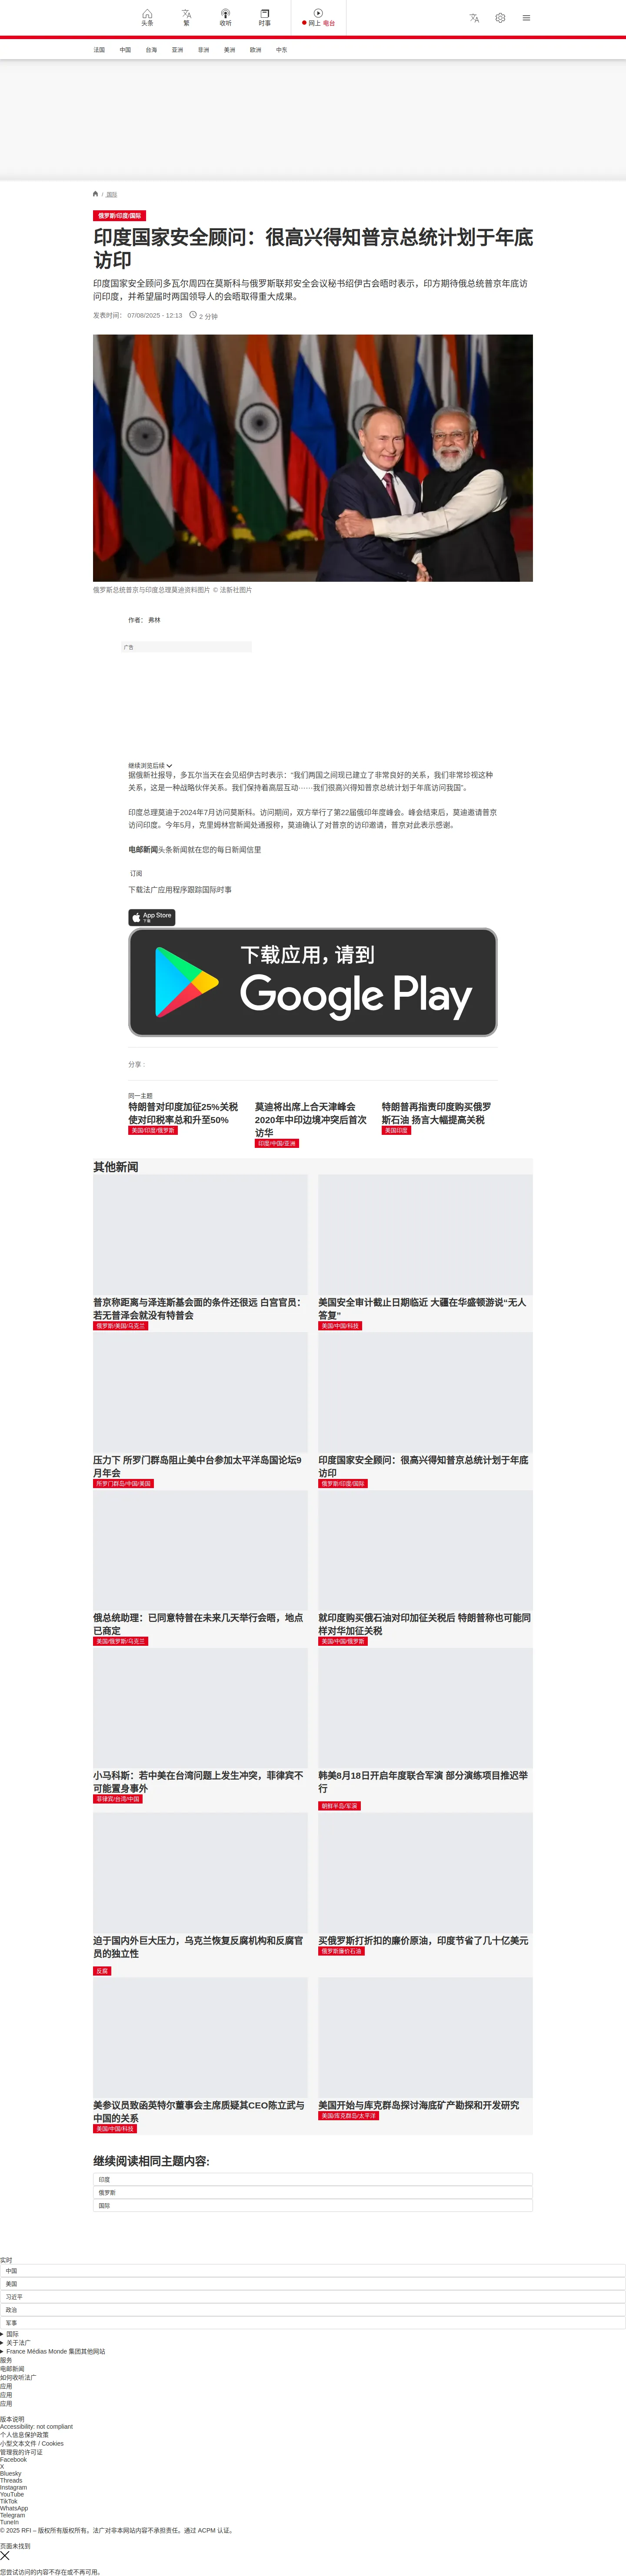 头条
繁
收听
时事
网上 电台
法国
中国
台海
亚洲
非洲
美洲
欧洲
中东
/ 国际
俄罗斯/印度/国际
印度国家安全顾问：很高兴得知普京总统计划于年底
访印
印度国家安全顾问多瓦尔周四在莫斯科与俄罗斯联邦安全会议秘书绍伊古会晤时表示，印方期待俄总统普京年底访
问印度，并希望届时两国领导人的会晤取得重大成果。
发表时间： 07/08/2025 - 12:13 2 分钟
俄罗斯总统普京与印度总理莫迪资料图片 © 法新社图片
作者： 弗林
广告
继续浏览后续
据俄新社报导，多瓦尔当天在会见绍伊古时表示：“我们两国之间现已建立了非常良好的关系，我们非常珍视这种
关系，这是一种战略伙伴关系。我们保持着高层互动……我们很高兴得知普京总统计划于年底访问我国”。
印度总理莫迪于2024年7月访问莫斯科。访问期间，双方举行了第22届俄印年度峰会。峰会结束后，莫迪邀请普京
访问印度。今年5月，克里姆林宫新闻处通报称，莫迪确认了对普京的访印邀请，普京对此表示感谢。
电邮新闻头条新闻就在您的每日新闻信里
订阅
下载法广应用程序跟踪国际时事
App Store
下载
下载应用，请到
Google Play
分享 :
同一主题
特朗普对印度加征25%关税
使对印税率总和升至50%
美国/印度/俄罗斯
莫迪将出席上合天津峰会
2020年中印边境冲突后首次
访华
印度/中国/亚洲
特朗普再指责印度购买俄罗
斯石油 扬言大幅提高关税
美国印度
其他新闻
普京称距离与泽连斯基会面的条件还很远 白宫官员：
若无普泽会就没有特普会
俄罗斯/美国/乌克兰
美国安全审计截止日期临近 大疆在华盛顿游说“无人
答复”
美国/中国/科技
压力下 所罗门群岛阻止美中台参加太平洋岛国论坛9
月年会
所罗门群岛/中国/美国
印度国家安全顾问：很高兴得知普京总统计划于年底
访印
俄罗斯/印度/国际
俄总统助理：已同意特普在未来几天举行会晤，地点
已商定
美国/俄罗斯/乌克兰
就印度购买俄石油对印加征关税后 特朗普称也可能同
样对华加征关税
美国/中国/俄罗斯
小马科斯：若中美在台湾问题上发生冲突，菲律宾不
可能置身事外
菲律宾/台湾/中国
韩美8月18日开启年度联合军演 部分演练项目推迟举
行
朝鲜半岛/军演
迫于国内外巨大压力，乌克兰恢复反腐机构和反腐官
员的独立性
反腐
买俄罗斯打折扣的廉价原油，印度节省了几十亿美元
俄罗斯廉价石油
美参议员致函英特尔董事会主席质疑其CEO陈立武与
中国的关系
美国/中国/科技
美国开始与库克群岛探讨海底矿产勘探和开发研究
美国/库克群岛/太平洋
继续阅读相同主题内容:
印度
俄罗斯
国际
实时
中国
美国
习近平
政治
军事
国际
关于法广
France Médias Monde 集团其他网站
服务
电邮新闻
如何收听法广
应用
应用
应用
版本说明
Accessibility: not compliant
个人信息保护政策
小型文本文件 / Cookies
管理我的许可证
Facebook
X
Bluesky
Threads
Instagram
YouTube
TikTok
WhatsApp
Telegram
TuneIn
© 2025 RFI – 版权所有版权所有。法广对非本网站内容不承担责任。通过 ACPM 认证。
页面未找到
您尝试访问的内容不存在或不再可用。